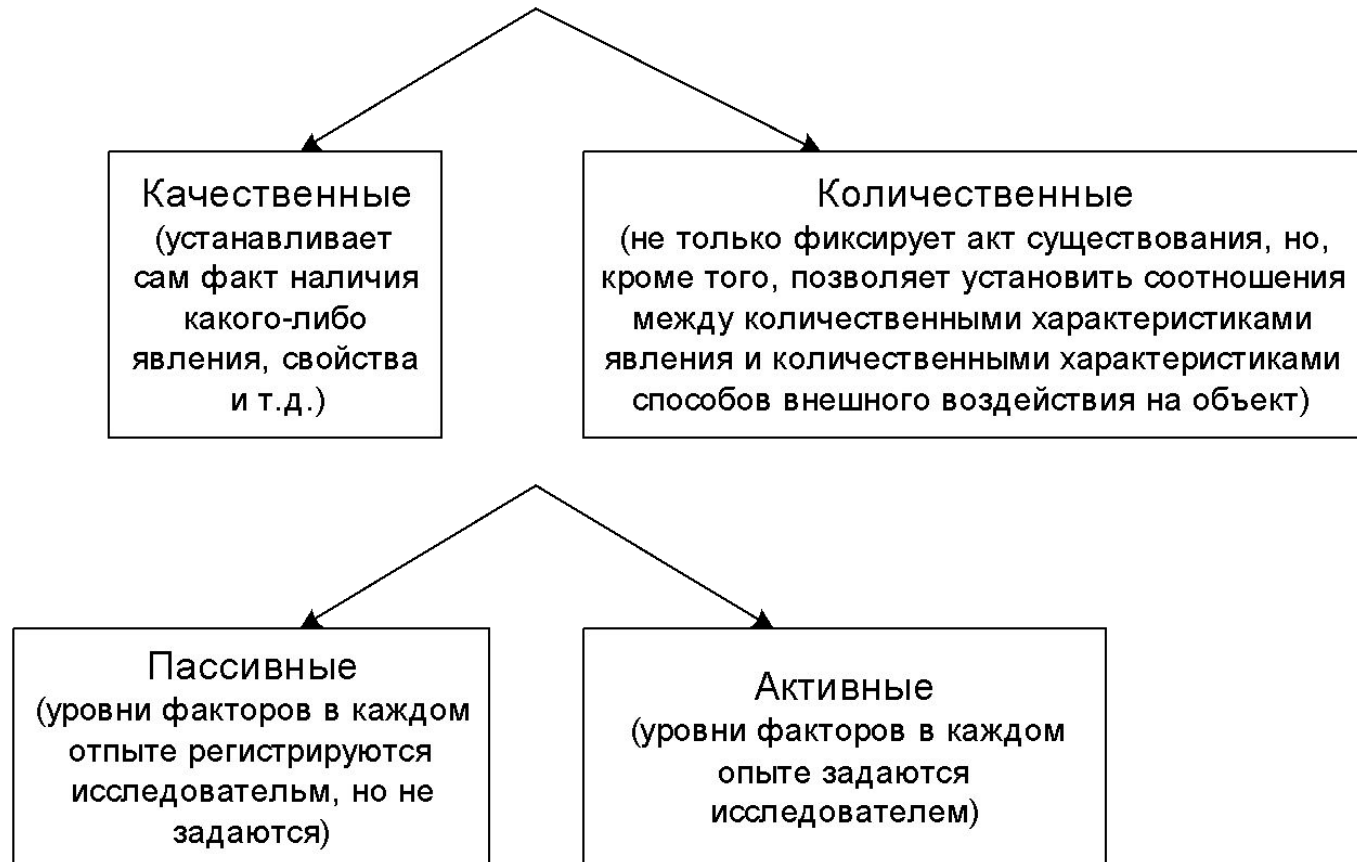 Качественные
(устанавливает
сам факт наличия
какого-либо
явления, свойства
и т.д.)
Количественные
(не только фиксирует акт существования, но,
кроме того, позволяет установить соотношения
между количественными характеристиками
явления и количественными характеристиками
способов внешного воздействия на объект)
Пассивные
(уровни факторов в каждом
отпыте регистрируются
исследовательм, но не
задаются)
Активные
(уровни факторов в каждом
опыте задаются
исследователем)